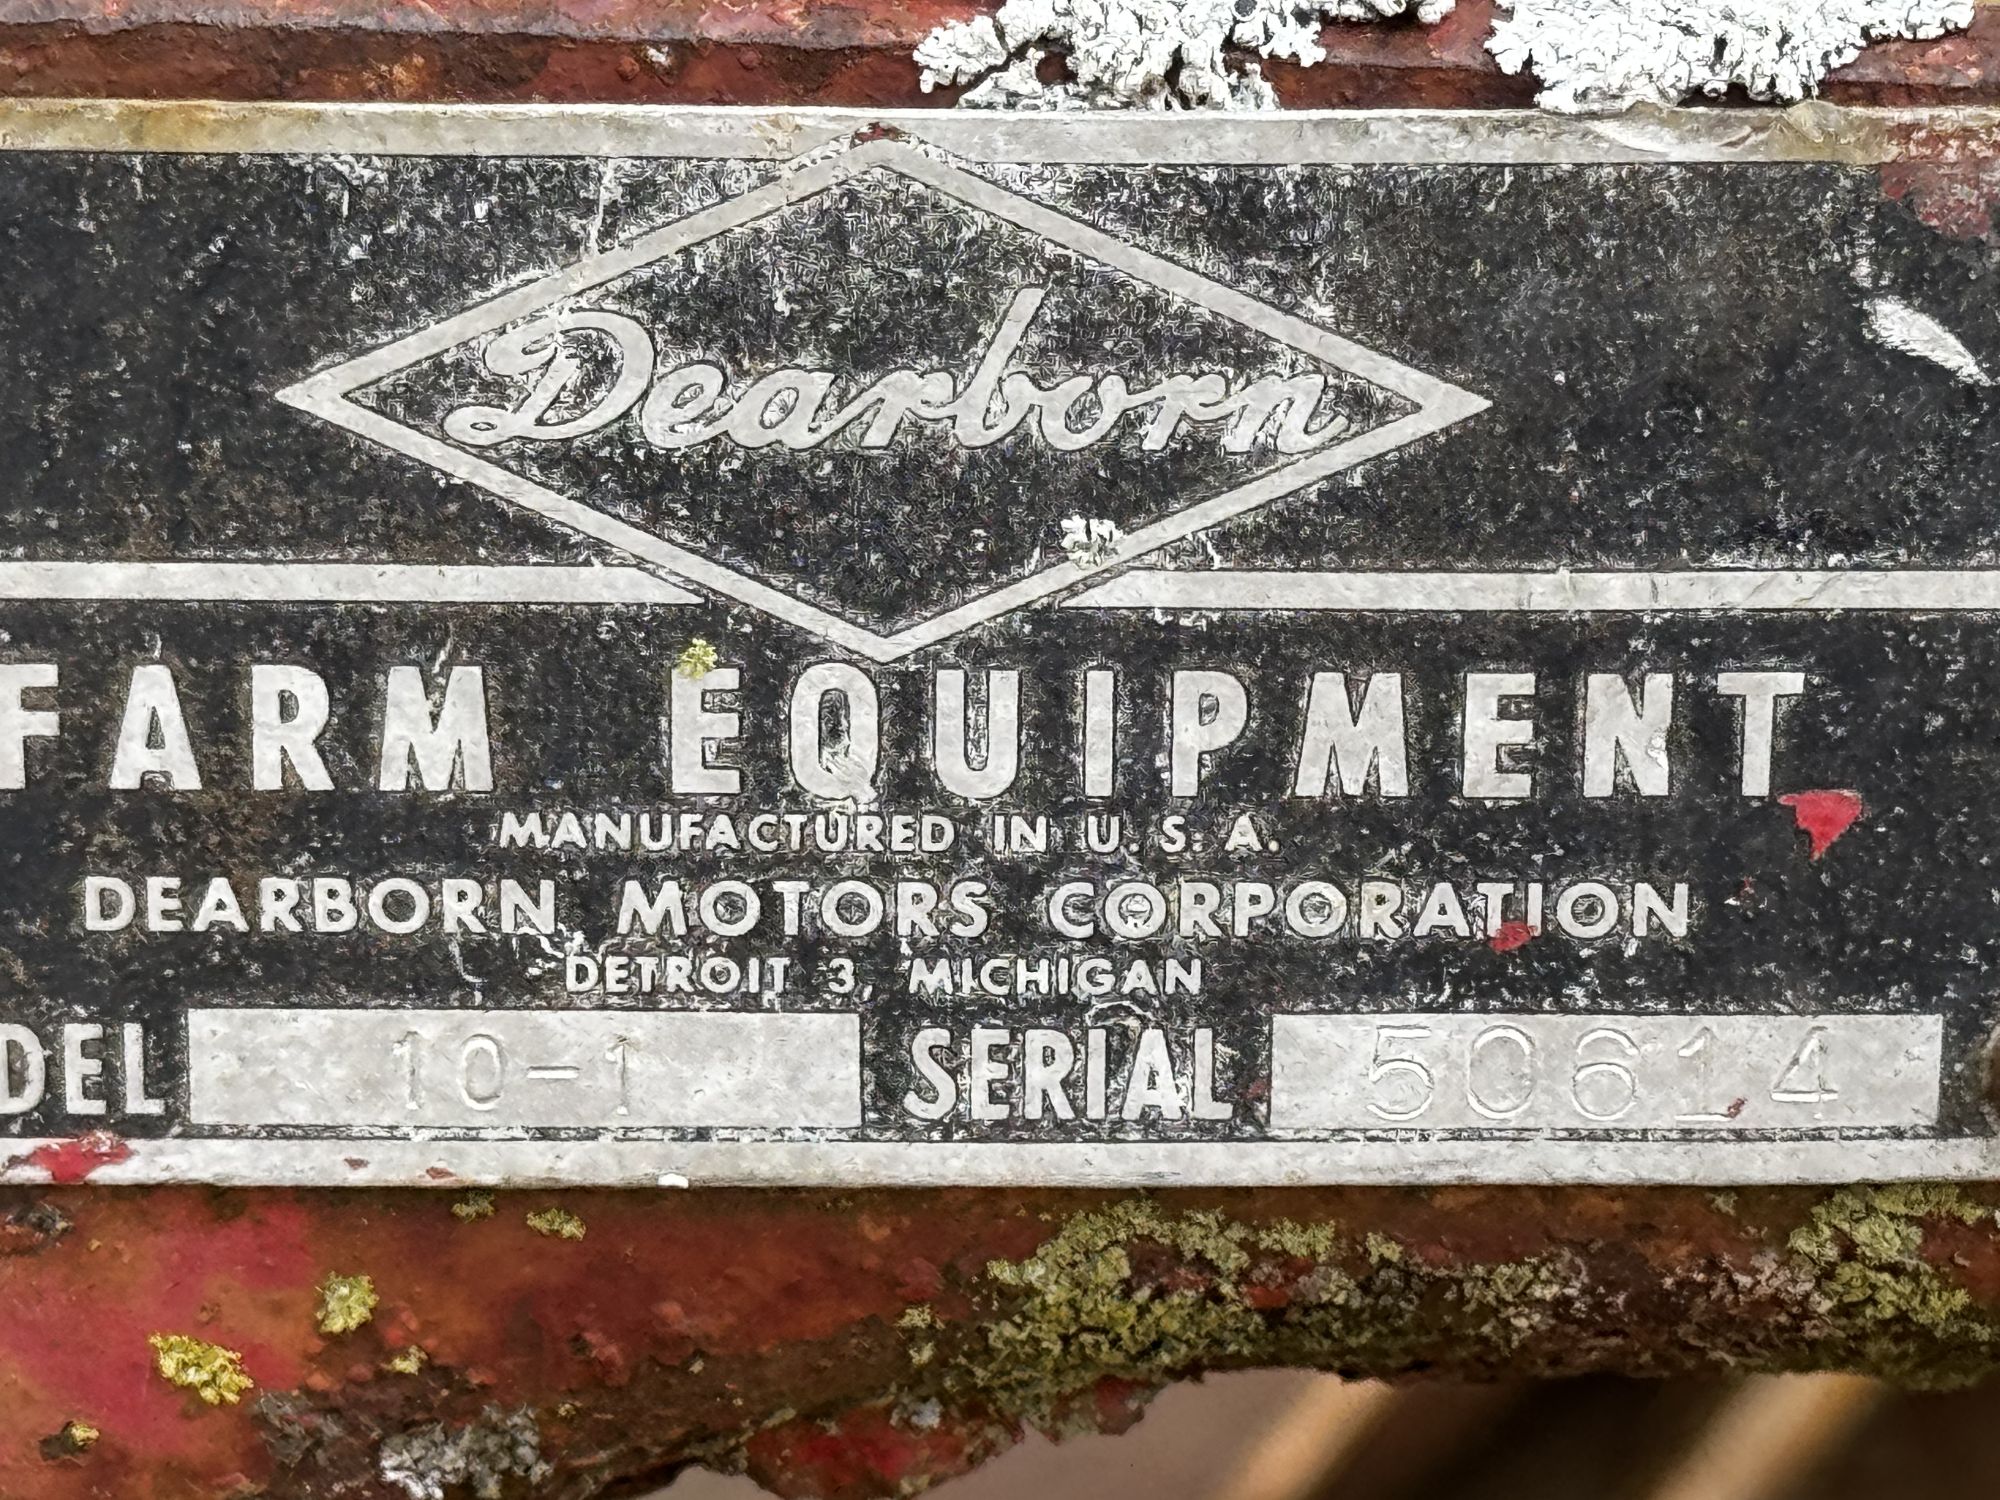 Dearborn
FARM EQUIPMENT
MANUFACTURED IN U.S.A.
DEARBORN MOTORS CORPORATION
DETROIT 3, MICHIGAN
DEL 10-1 SERIAL 50614